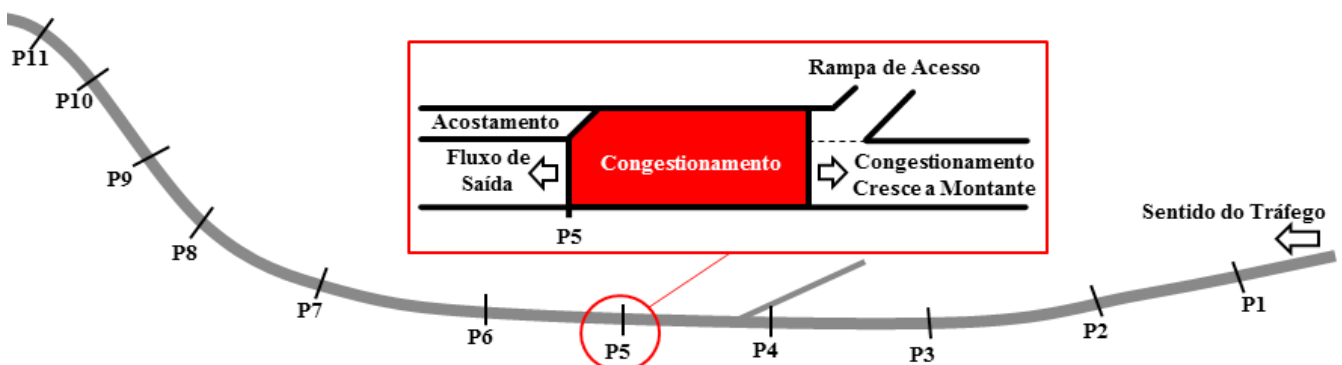 P11
P10
P9
P8
P7
P6
P5
P4
P3
P2
P1
Sentido do Tráfego
Rampa de Acesso
Acostamento
Fluxo de
Saída
Congestionamento
Congestionamento
Cresce a Montante
P5